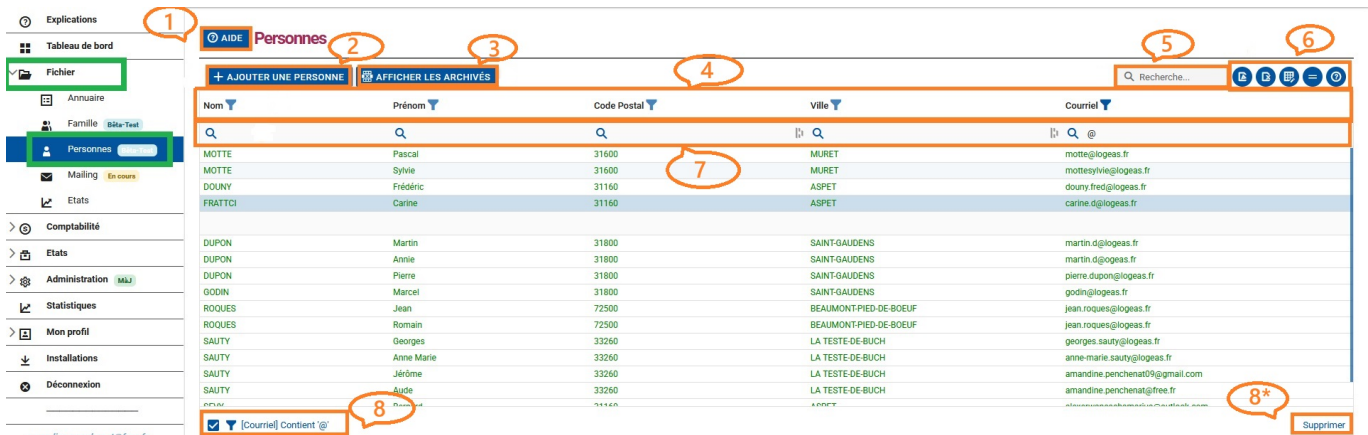 Explications
Tableau de bord
Fichier
Annuaire
Famille Bêta-Test
Personnes Bêta-Test
Mailing En cours
Etats
Comptabilité
Etats
Administration MàJ
Statistiques
Mon profil
Installations
Déconnexion
1
AIDE Personnes
2
3
4
5
6
+ AJOUTER UNE PERSONNE AFFICHER LES ARCHIVÉS Recherche...
Nom Prénom Code Postal Ville Courriel
@
7
MOTTE Pascal 31600 MURET motte@logeas.fr
MOTTE Sylvie 31600 MURET mottesylvie@logeas.fr
DOUNY Frédéric 31160 ASPET douny.fred@logeas.fr
FRATTCI Carine 31160 ASPET carine.d@logeas.fr
DUPON Martin 31800 SAINT-GAUDENS martin.d@logeas.fr
DUPON Annie 31800 SAINT-GAUDENS martin.d@ogeas.fr
DUPON Pierre 31800 SAINT-GAUDENS pierre.dupon@logeas.fr
GODIN Marcel 31800 SAINT-GAUDENS godin@logeas.fr
ROQUES Jean 72500 BEAUMONT-PIED-DE-BOEUF jean.roques@logeas.fr
ROQUES Romain 72500 BEAUMONT-PIED-DE-BOEUF jean.roques@logeas.fr
SAUTY Georges 33260 LA TESTE-DE-BUCH georges.sauty@logeas.fr
SAUTY Anne Marie 33260 LA TESTE-DE-BUCH anne-marie.sauty@logeas.fr
SAUTY Jérôme 33260 LA TESTE-DE-BUCH amandine.penchenat09@gmail.com
SAUTY Aude 33260 LA TESTE-DE-BUCH amandine.penchenat@free.fr
8
8*
[Courriel] Contient '@' Supprimer